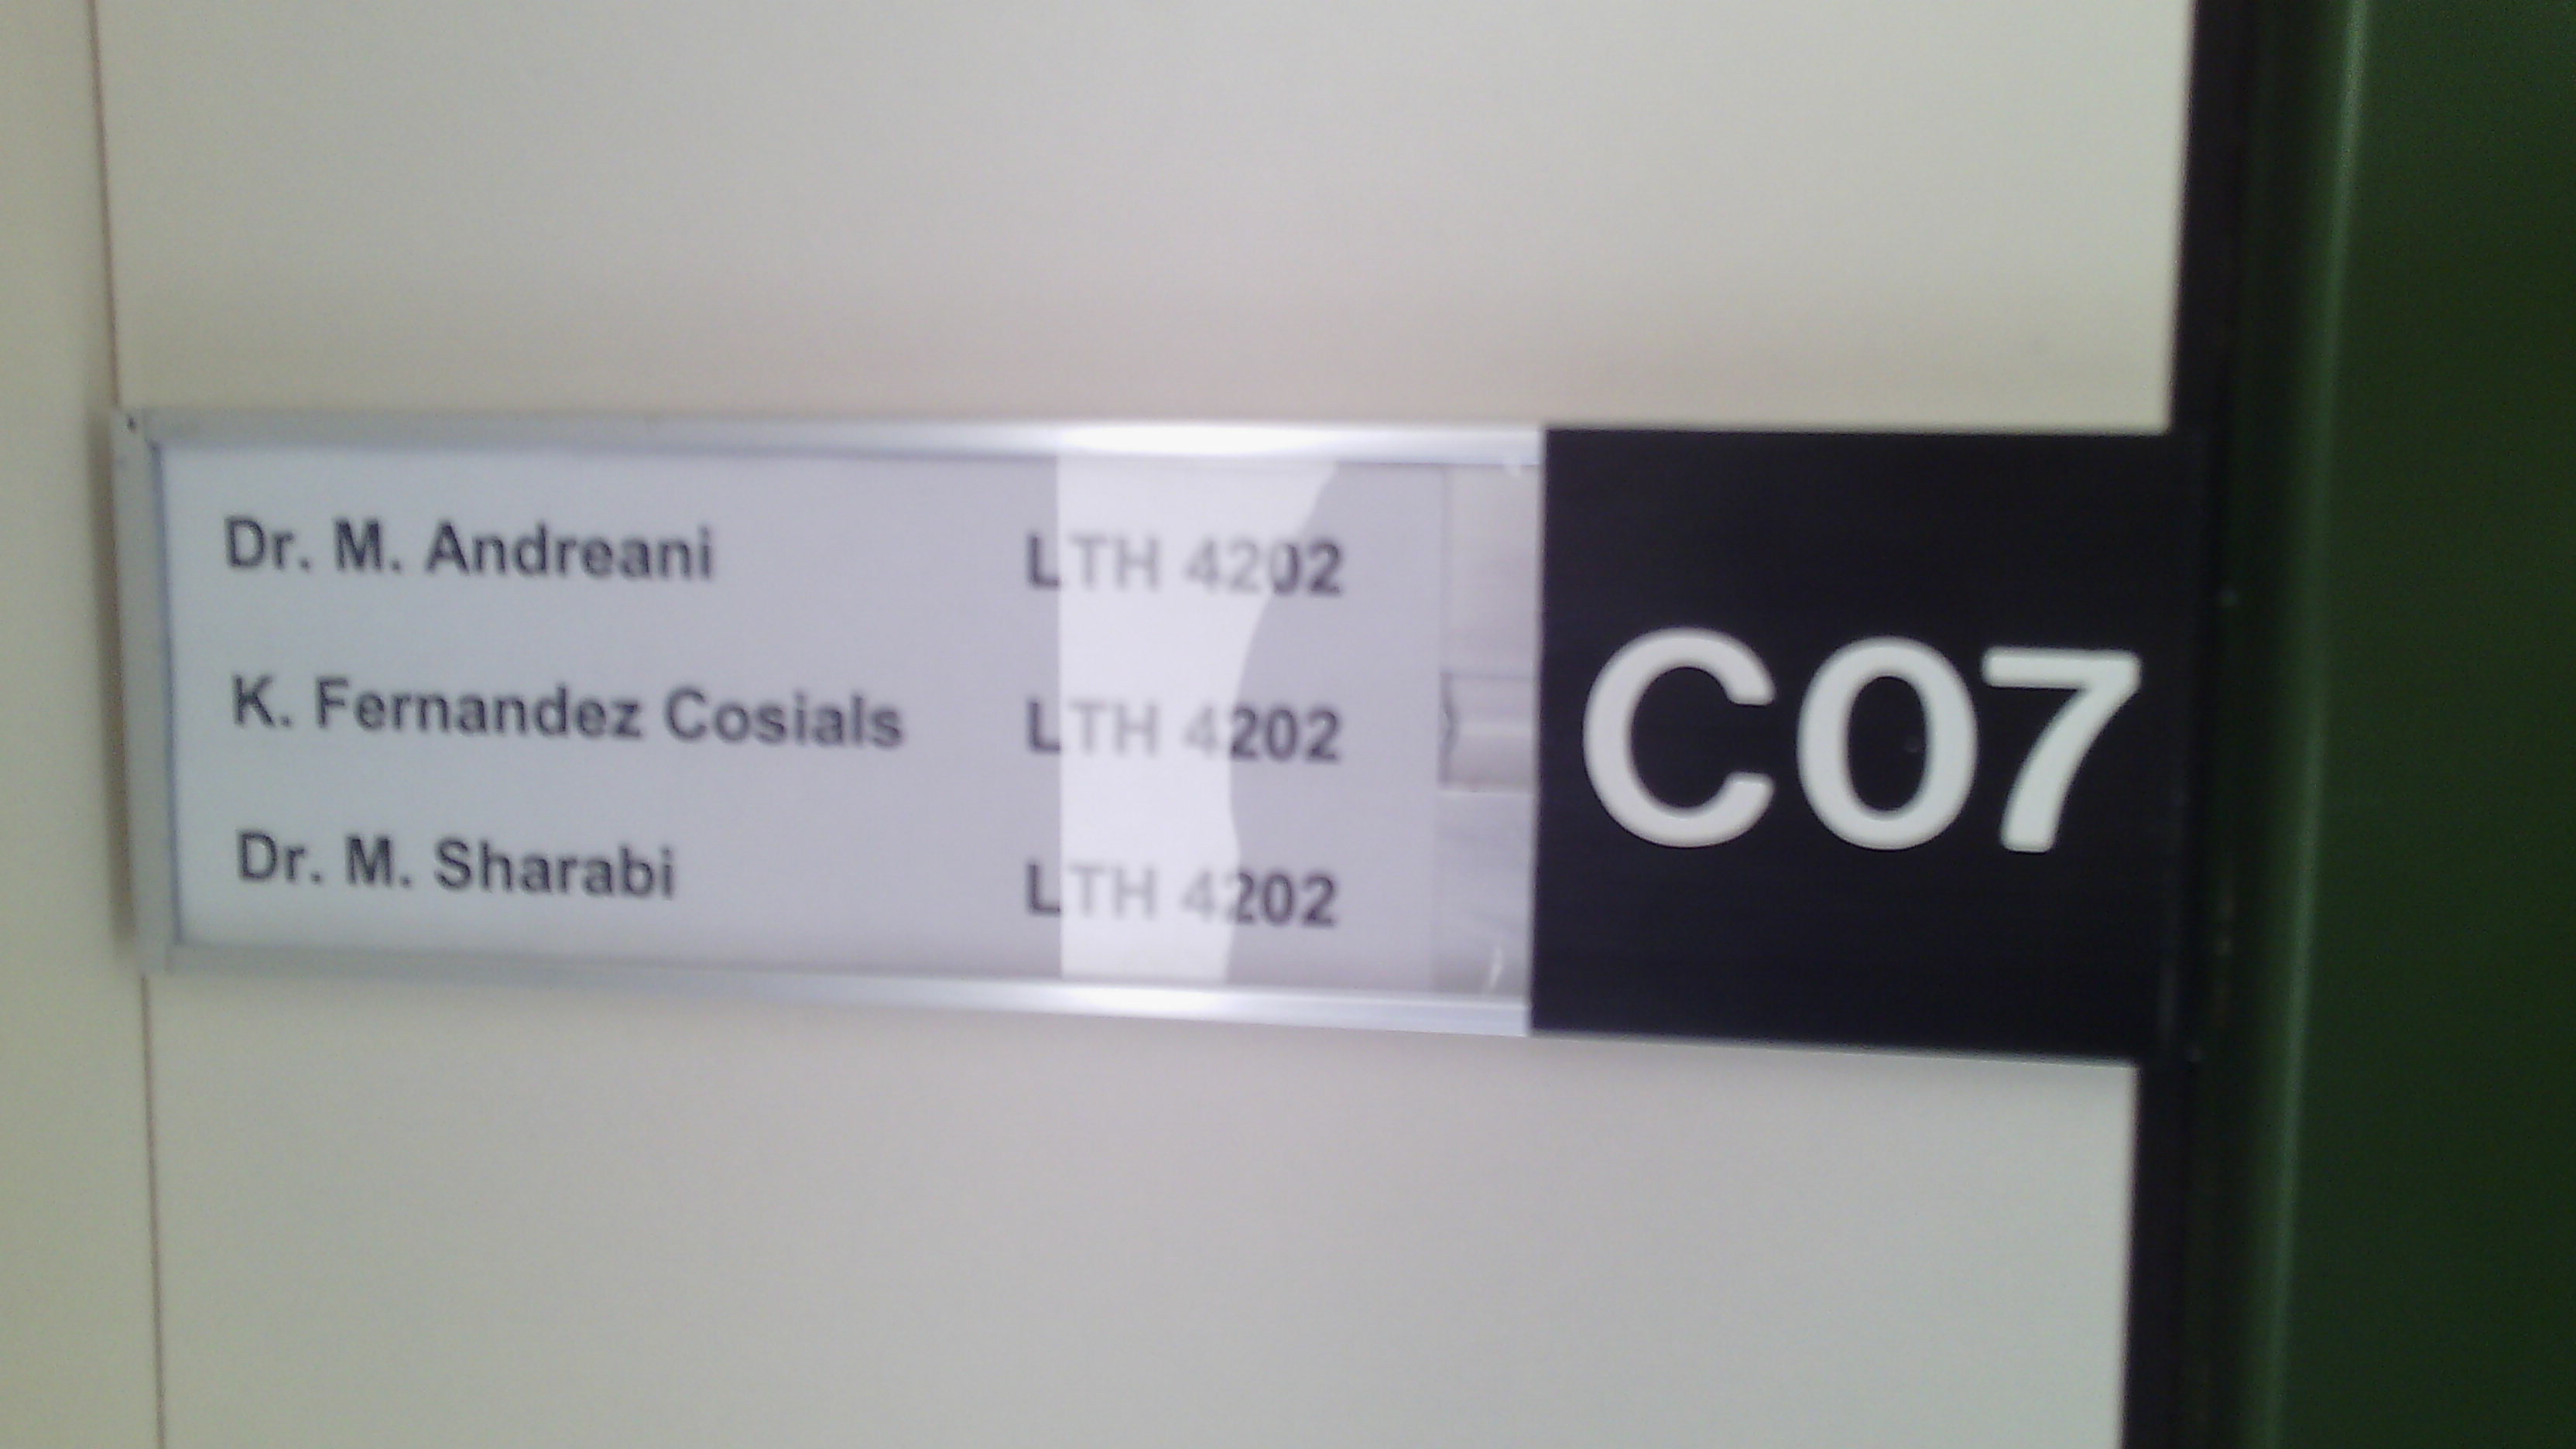 Dr. M. Andreani LTH 4202
K. Fernandez Cosials LTH 4202
Dr. M. Sharabi LTH 4202
C07